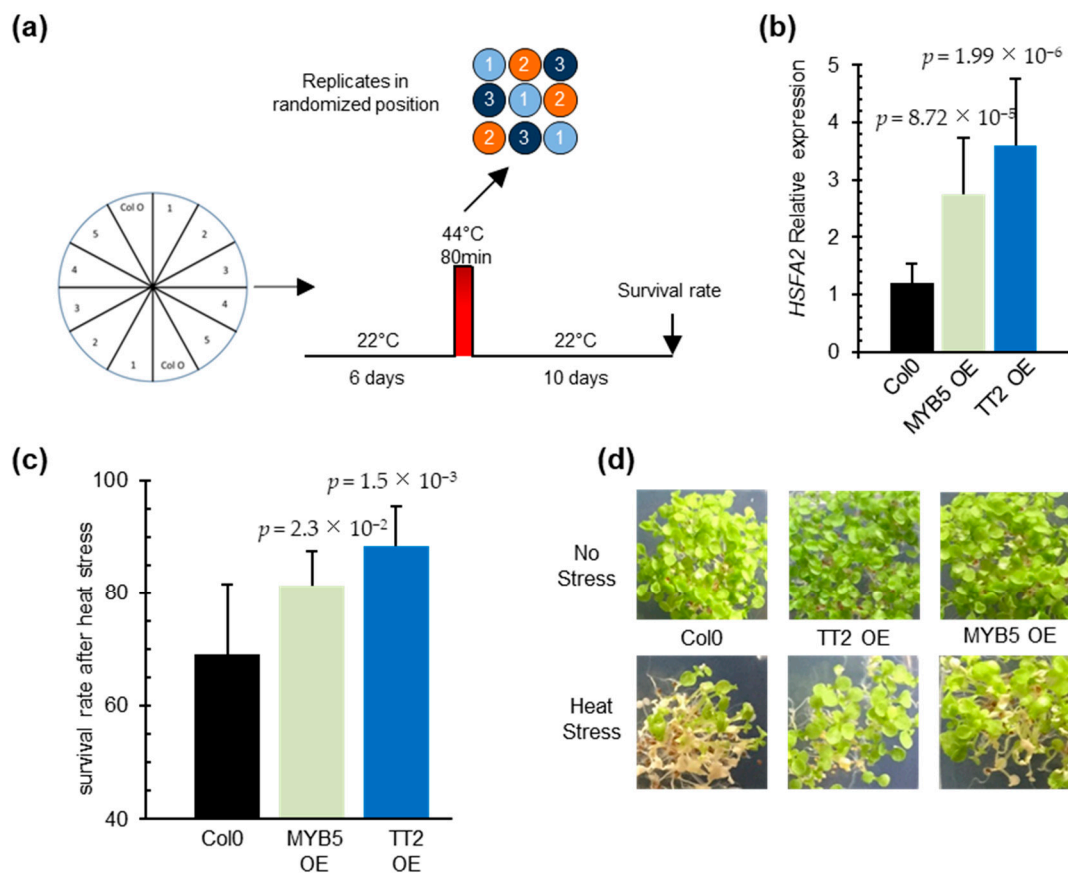 (a)
Replicates in
randomized position
1 2 3
3 1 2
2 3 1
Col O 1
5 2
4 3
3 4
2 5
1 Col O
44°C
80min
22°C
6 days
22°C
10 days
Survival rate
(b)
p = 1.99 × 10⁻⁶
p = 8.72 × 10⁻⁵
HSFA2 Relative expression
5
4
3
2
1
0
Col0
MYB5 OE
TT2 OE
(c)
p = 1.5 × 10⁻³
p = 2.3 × 10⁻²
survival rate after heat stress
100
80
60
40
Col0
MYB5
OE
TT2
OE
(d)
No
Stress
Col0 TT2 OE MYB5 OE
Heat
Stress